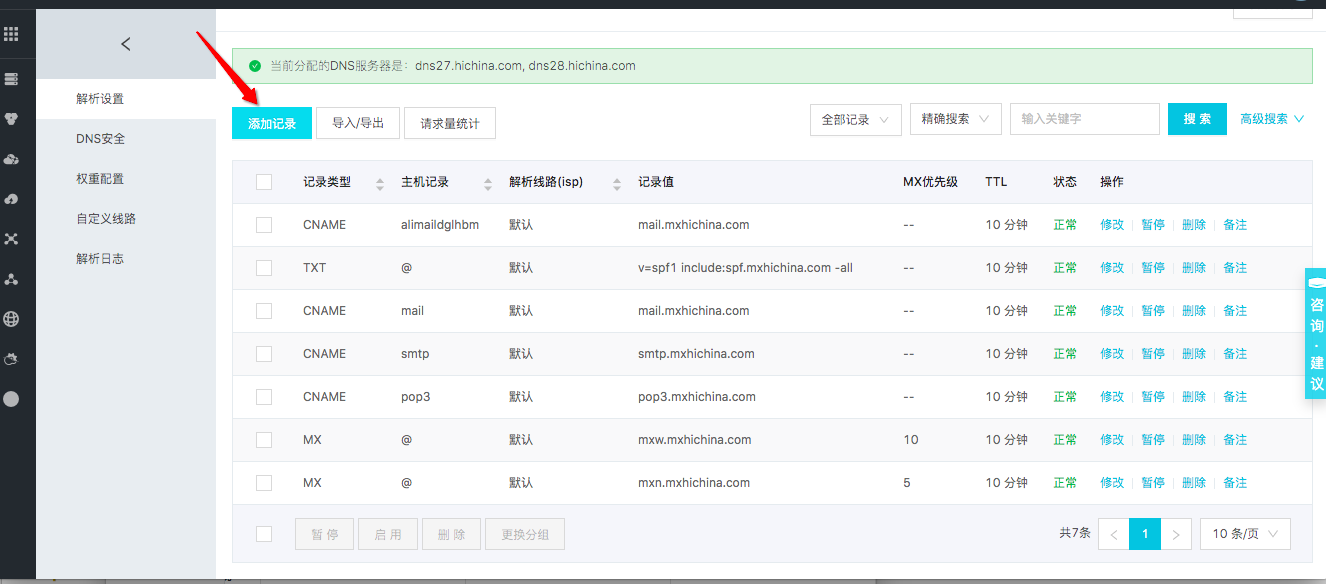 当前分配的DNS服务器是: dns27.hichina.com, dns28.hichina.com
解析设置
DNS安全
权重配置
自定义线路
解析日志
添加记录 导入/导出 请求量统计 全部记录 精确搜索 输入关键字 搜 索 高级搜索
记录类型 主机记录 解析线路(isp) 记录值 MX优先级 TTL 状态 操作
CNAME alimaildglhbm 默认 mail.mxhichina.com -- 10 分钟 正常 修改 暂停 删除 备注
TXT @ 默认 v=spf1 include:spf.mxhichina.com -all -- 10 分钟 正常 修改 暂停 删除 备注
CNAME mail 默认 mail.mxhichina.com -- 10 分钟 正常 修改 暂停 删除 备注
CNAME smtp 默认 smtp.mxhichina.com -- 10 分钟 正常 修改 暂停 删除 备注
CNAME pop3 默认 pop3.mxhichina.com -- 10 分钟 正常 修改 暂停 删除 备注
MX @ 默认 mxw.mxhichina.com 10 10 分钟 正常 修改 暂停 删除 备注
MX @ 默认 mxn.mxhichina.com 5 10 分钟 正常 修改 暂停 删除 备注
暂 停 启 用 删 除 更换分组 共7条 1 10 条/页
咨询·建议